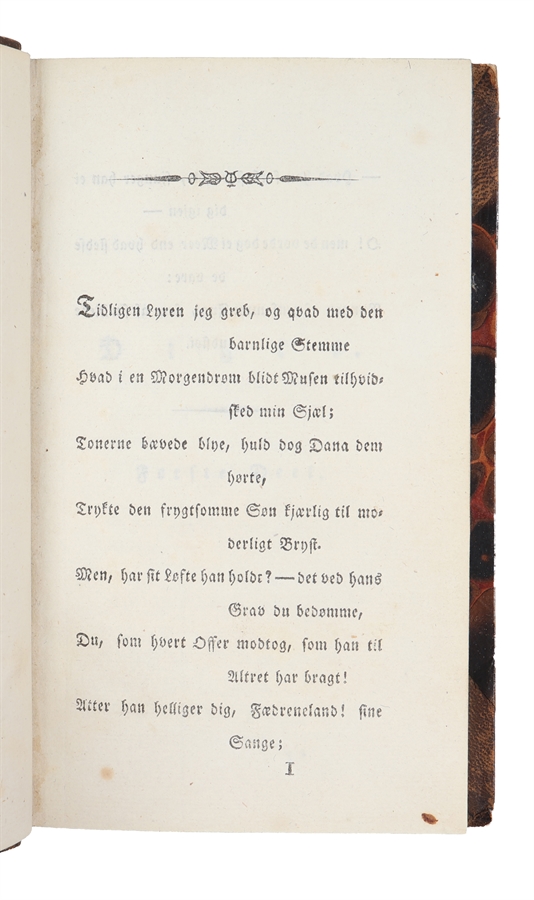 Tidligen Lyren jeg greb, og qvad med den
barnlige Stemme
Hvad i en Morgendrøm blidt Musen tilhvid-
sked min Sjæl;
Tonerne bævede blye, huld dog Dana dem
hørte,
Trykte den frygtsomme Søn kjærlig til mo-
derligt Bryst.
Men, har sit Løfte han holdt? — det ved hans
Grav du bedømme,
Du, som hvert Offer modtog, som han til
Altret har bragt!
Atter han helliger dig, Fædreneland! sine
Sange;
I